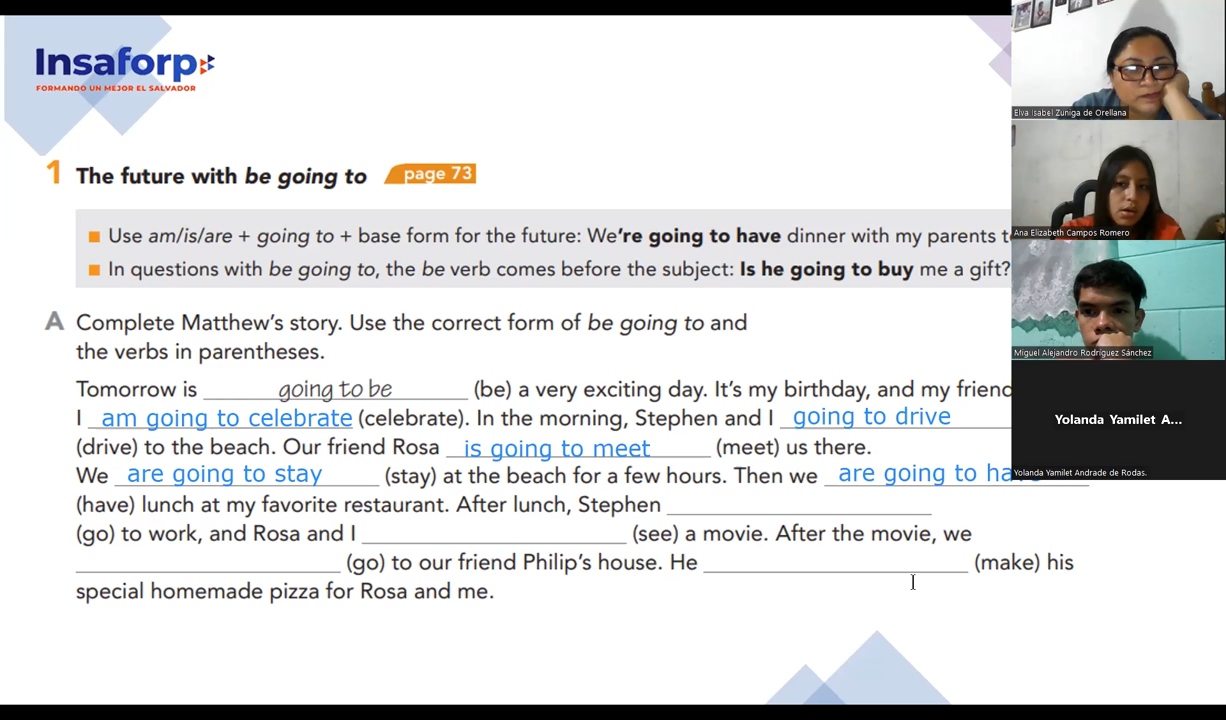 Insaforp
FORMANDO UN MEJOR EL SALVADOR
1 The future with be going to page 73
Use am/is/are + going to + base form for the future: We're going to have dinner with my parents
In questions with be going to, the be verb comes before the subject: Is he going to buy me a gift?
A Complete Matthew's story. Use the correct form of be going to and
the verbs in parentheses.
Tomorrow is going to be (be) a very exciting day. It's my birthday, and my friend
I am going to celebrate (celebrate). In the morning, Stephen and I going to drive
(drive) to the beach. Our friend Rosa is going to meet (meet) us there.
We are going to stay (stay) at the beach for a few hours. Then we are going to ha
(have) lunch at my favorite restaurant. After lunch, Stephen
(go) to work, and Rosa and I (see) a movie. After the movie, we
(go) to our friend Philip's house. He (make) his
special homemade pizza for Rosa and me.
Elva Isabel Zuniga de Orellana
Ana Elizabeth Campos Romero
Miguel Alejandro Rodríguez Sánchez
Yolanda Yamilet A...
Yolanda Yamilet Andrade de Rodas.